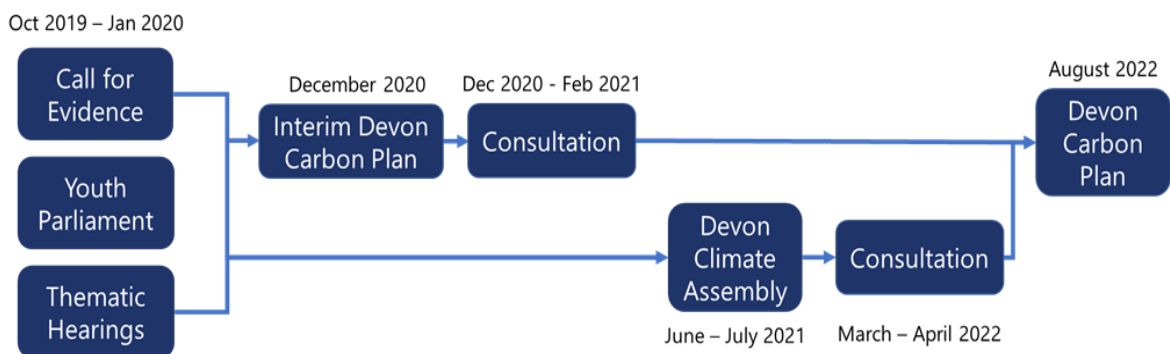 Oct 2019 – Jan 2020
Call for
Evidence
Youth
Parliament
Thematic
Hearings
December 2020
Interim Devon
Carbon Plan
Dec 2020 - Feb 2021
Consultation
Devon
Climate
Assembly
June – July 2021
Consultation
March – April 2022
August 2022
Devon
Carbon
Plan